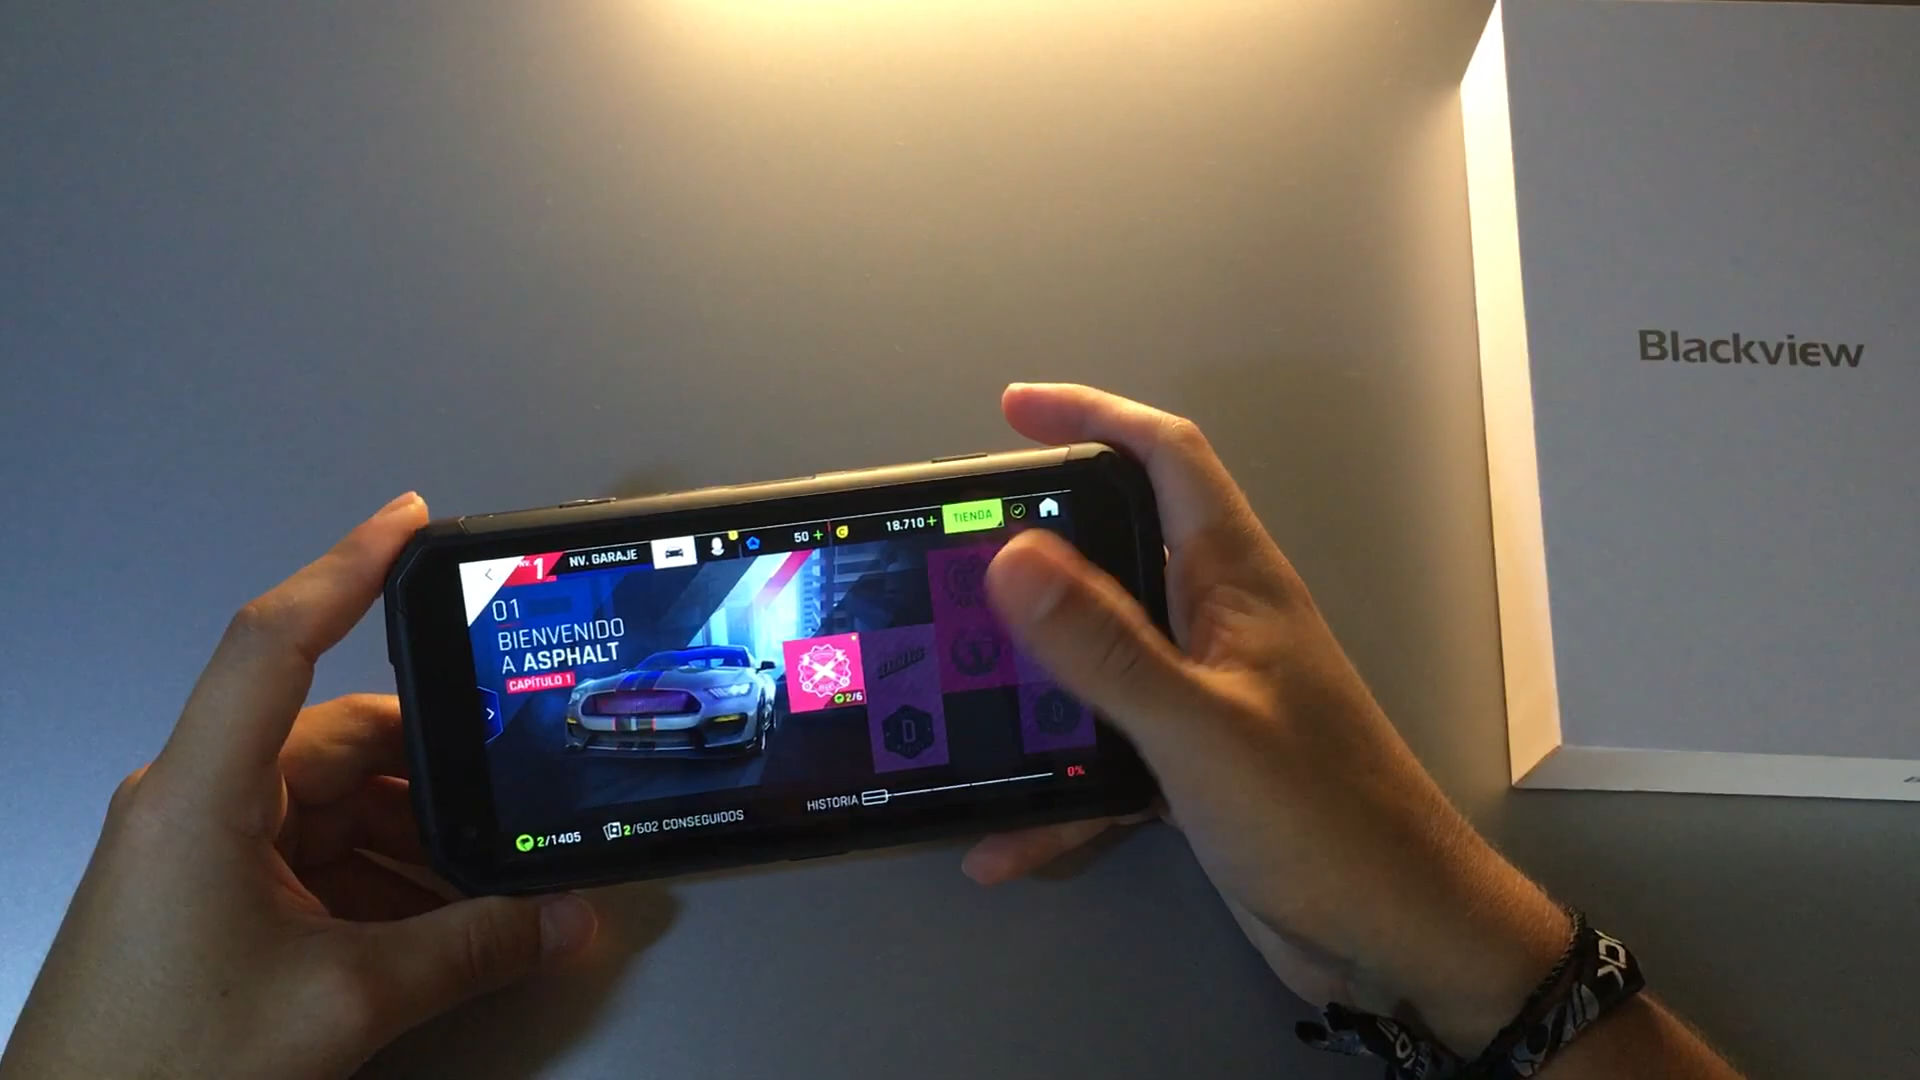 Blackview
NV. 1
NV. GARAJE
50+
18.710+
TIENDA
01
BIENVENIDO
A ASPHALT
CAPÍTULO 1
2/6
D
D
HISTORIA
0%
2/1405
2/602 CONSEGUIDOS